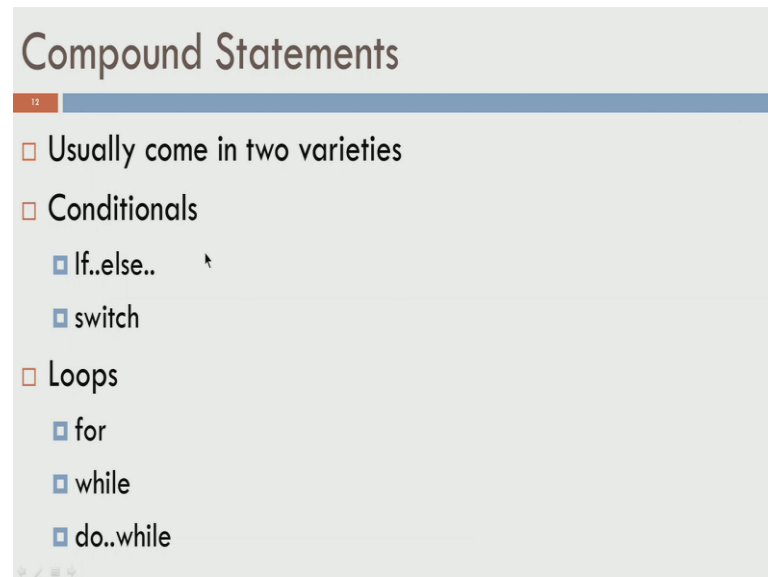 Compound Statements
12
Usually come in two varieties
Conditionals
If..else..
switch
Loops
for
while
do..while